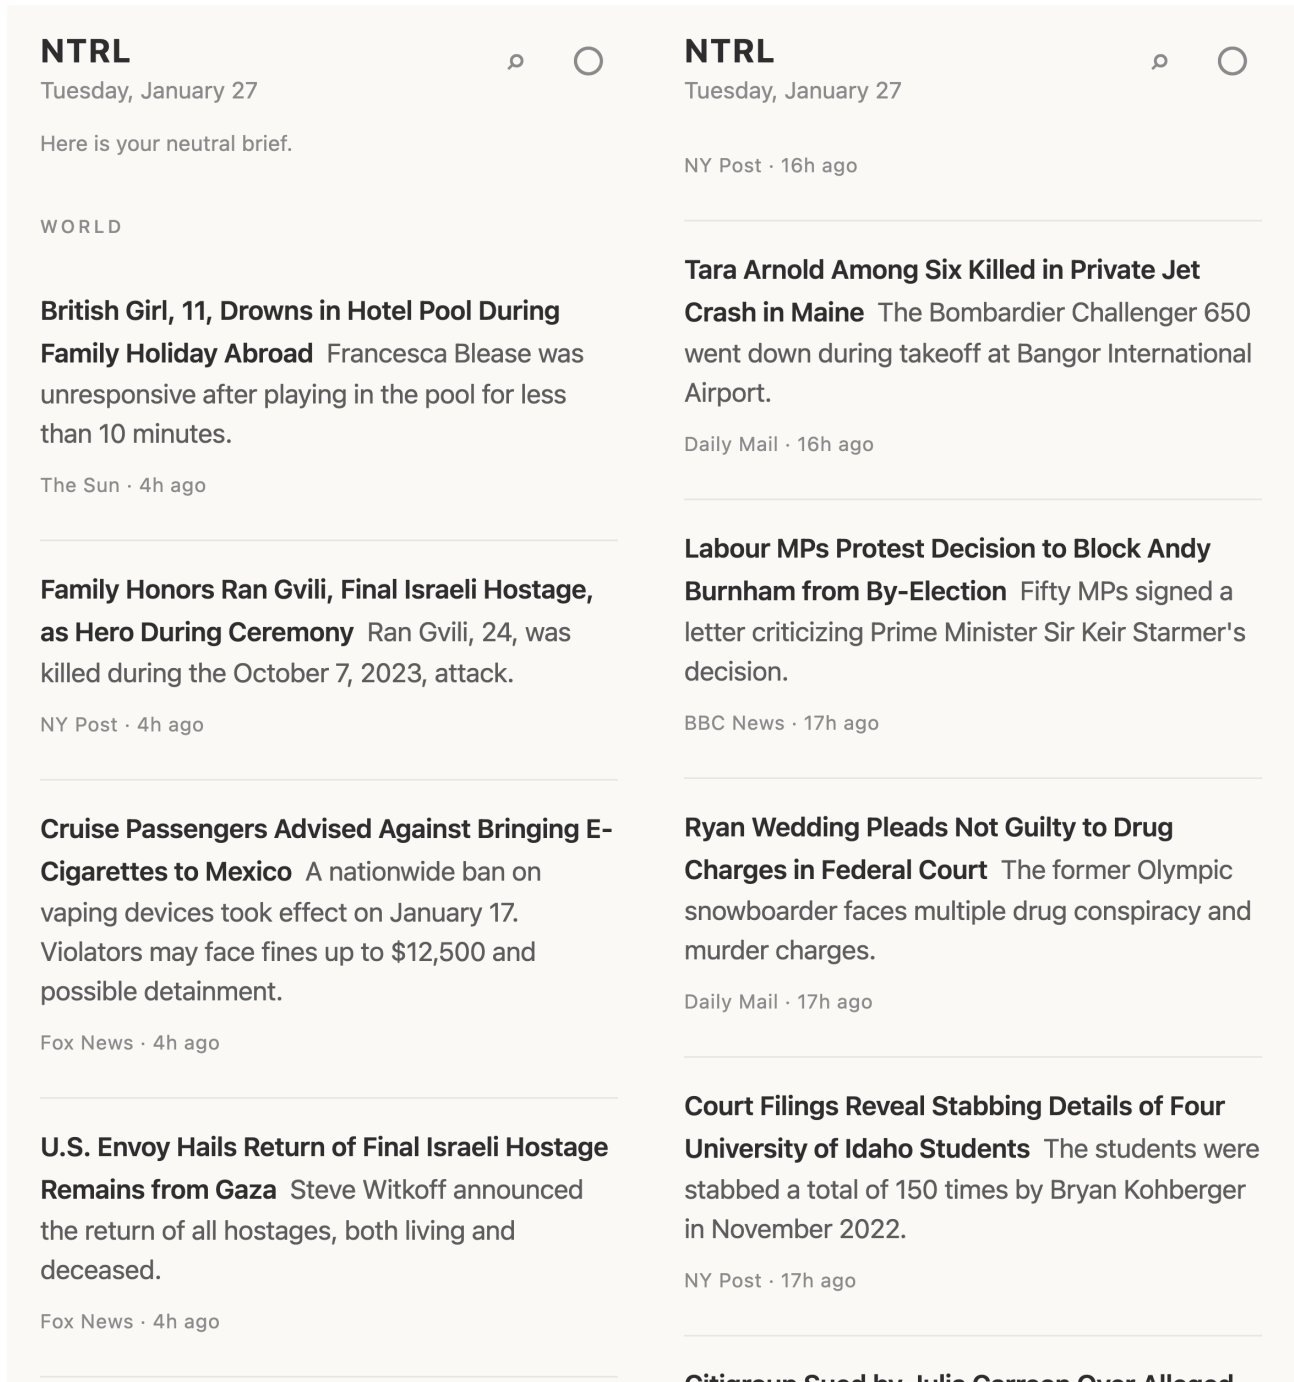 NTRL
Tuesday, January 27
Here is your neutral brief.
WORLD
British Girl, 11, Drowns in Hotel Pool During
Family Holiday Abroad Francesca Blease was
unresponsive after playing in the pool for less
than 10 minutes.
The Sun · 4h ago
Family Honors Ran Gvili, Final Israeli Hostage,
as Hero During Ceremony Ran Gvili, 24, was
killed during the October 7, 2023, attack.
NY Post · 4h ago
Cruise Passengers Advised Against Bringing E-
Cigarettes to Mexico A nationwide ban on
vaping devices took effect on January 17.
Violators may face fines up to $12,500 and
possible detainment.
Fox News · 4h ago
U.S. Envoy Hails Return of Final Israeli Hostage
Remains from Gaza Steve Witkoff announced
the return of all hostages, both living and
deceased.
Fox News · 4h ago
NTRL
Tuesday, January 27
NY Post · 16h ago
Tara Arnold Among Six Killed in Private Jet
Crash in Maine The Bombardier Challenger 650
went down during takeoff at Bangor International
Airport.
Daily Mail · 16h ago
Labour MPs Protest Decision to Block Andy
Burnham from By-Election Fifty MPs signed a
letter criticizing Prime Minister Sir Keir Starmer's
decision.
BBC News · 17h ago
Ryan Wedding Pleads Not Guilty to Drug
Charges in Federal Court The former Olympic
snowboarder faces multiple drug conspiracy and
murder charges.
Daily Mail · 17h ago
Court Filings Reveal Stabbing Details of Four
University of Idaho Students The students were
stabbed a total of 150 times by Bryan Kohberger
in November 2022.
NY Post · 17h ago
Citigroup Sued by Julia Carreon Over Alleged